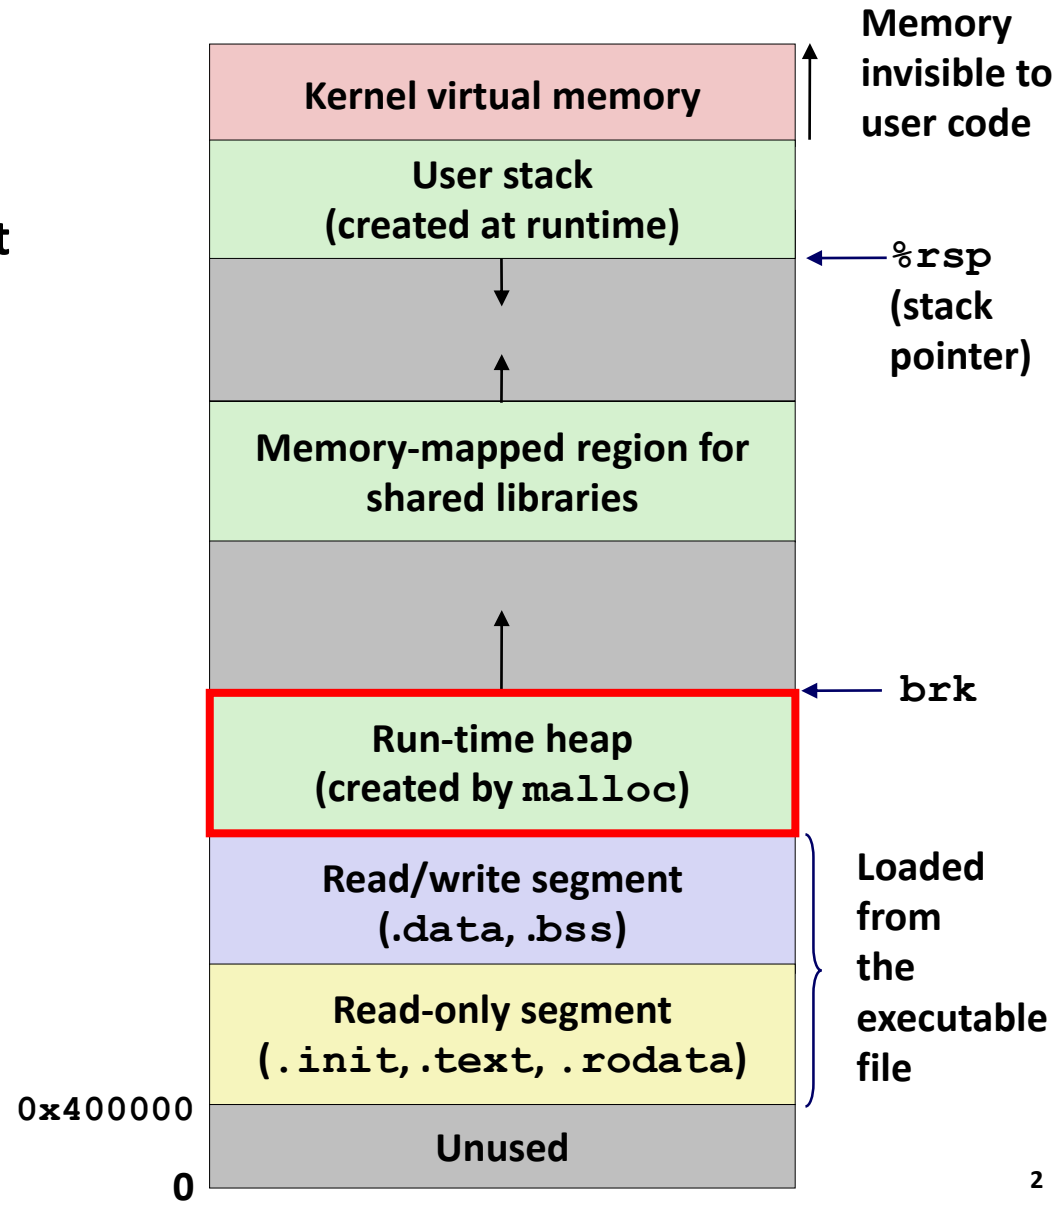 Memory
invisible to
user code
Kernel virtual memory
User stack
(created at runtime)
t
%rsp
(stack
pointer)
Memory-mapped region for
shared libraries
brk
Run-time heap
(created by malloc)
Read/write segment
(.data, .bss)
Loaded
from
the
executable
file
Read-only segment
(.init, .text, .rodata)
0x400000
Unused
0
2